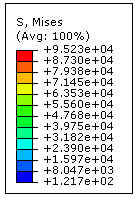 S, Mises
(Avg: 100%)
+9.523e+04
+8.730e+04
+7.938e+04
+7.145e+04
+6.353e+04
+5.560e+04
+4.768e+04
+3.975e+04
+3.182e+04
+2.390e+04
+1.597e+04
+8.047e+03
+1.217e+02